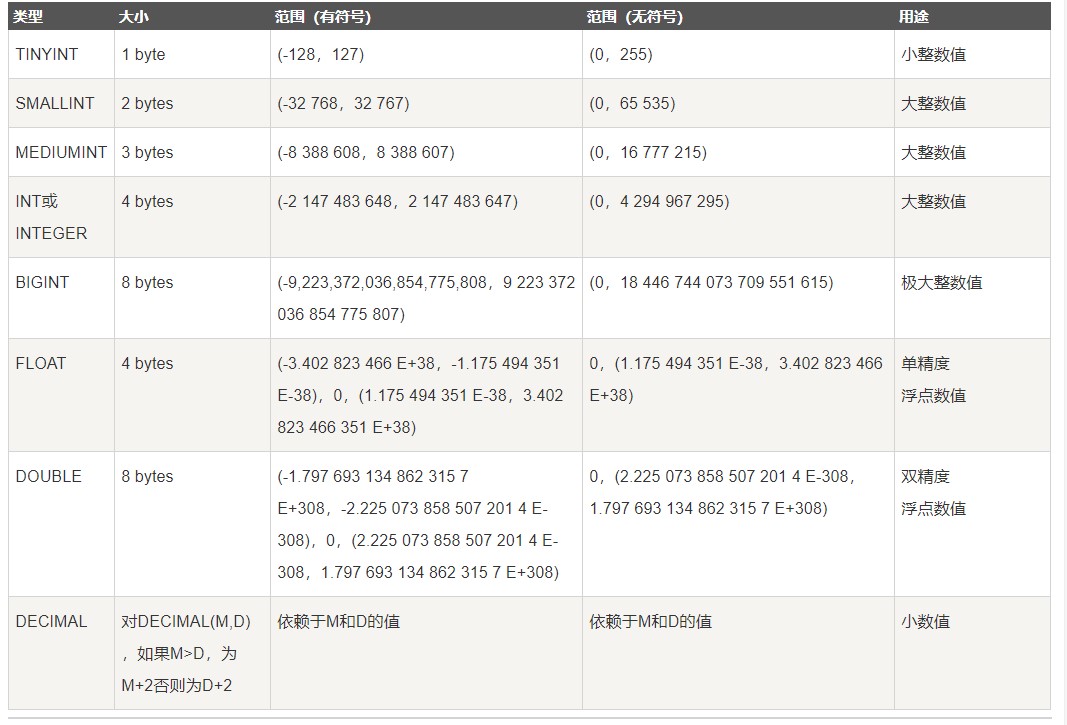 类型 大小 范围（有符号） 范围（无符号） 用途
TINYINT 1 byte (-128，127) (0，255) 小整数值
SMALLINT 2 bytes (-32 768，32 767) (0，65 535) 大整数值
MEDIUMINT 3 bytes (-8 388 608，8 388 607) (0，16 777 215) 大整数值
INT或 4 bytes (-2 147 483 648，2 147 483 647) (0，4 294 967 295) 大整数值
INTEGER
BIGINT 8 bytes (-9,223,372,036,854,775,808，9 223 372 (0，18 446 744 073 709 551 615) 极大整数值
036 854 775 807)
FLOAT 4 bytes (-3.402 823 466 E+38，-1.175 494 351 0，(1.175 494 351 E-38，3.402 823 466 单精度
E-38)，0，(1.175 494 351 E-38，3.402 E+38) 浮点数值
823 466 351 E+38)
DOUBLE 8 bytes (-1.797 693 134 862 315 7 0，(2.225 073 858 507 201 4 E-308， 双精度
E+308，-2.225 073 858 507 201 4 E- 1.797 693 134 862 315 7 E+308) 浮点数值
308)，0，(2.225 073 858 507 201 4 E-
308，1.797 693 134 862 315 7 E+308)
DECIMAL 对DECIMAL(M,D) 依赖于M和D的值 依赖于M和D的值 小数值
，如果M>D，为
M+2否则为D+2